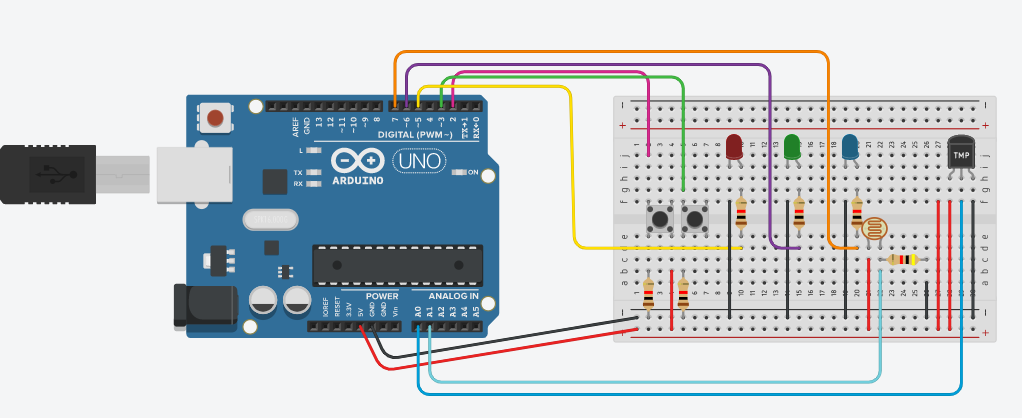 AREF
GND
13
12
~11
~10
~9
8
7
~6
~5
4
~3
2
TX→1
RX←0
DIGITAL (PWM~)
L
TX
RX
UNO
ON
ARDUINO
TMP
POWER
ANALOG IN
IOREF
RESET
3.3V
5V
GND
GND
Vin
A0
A1
A2
A3
A4
A5